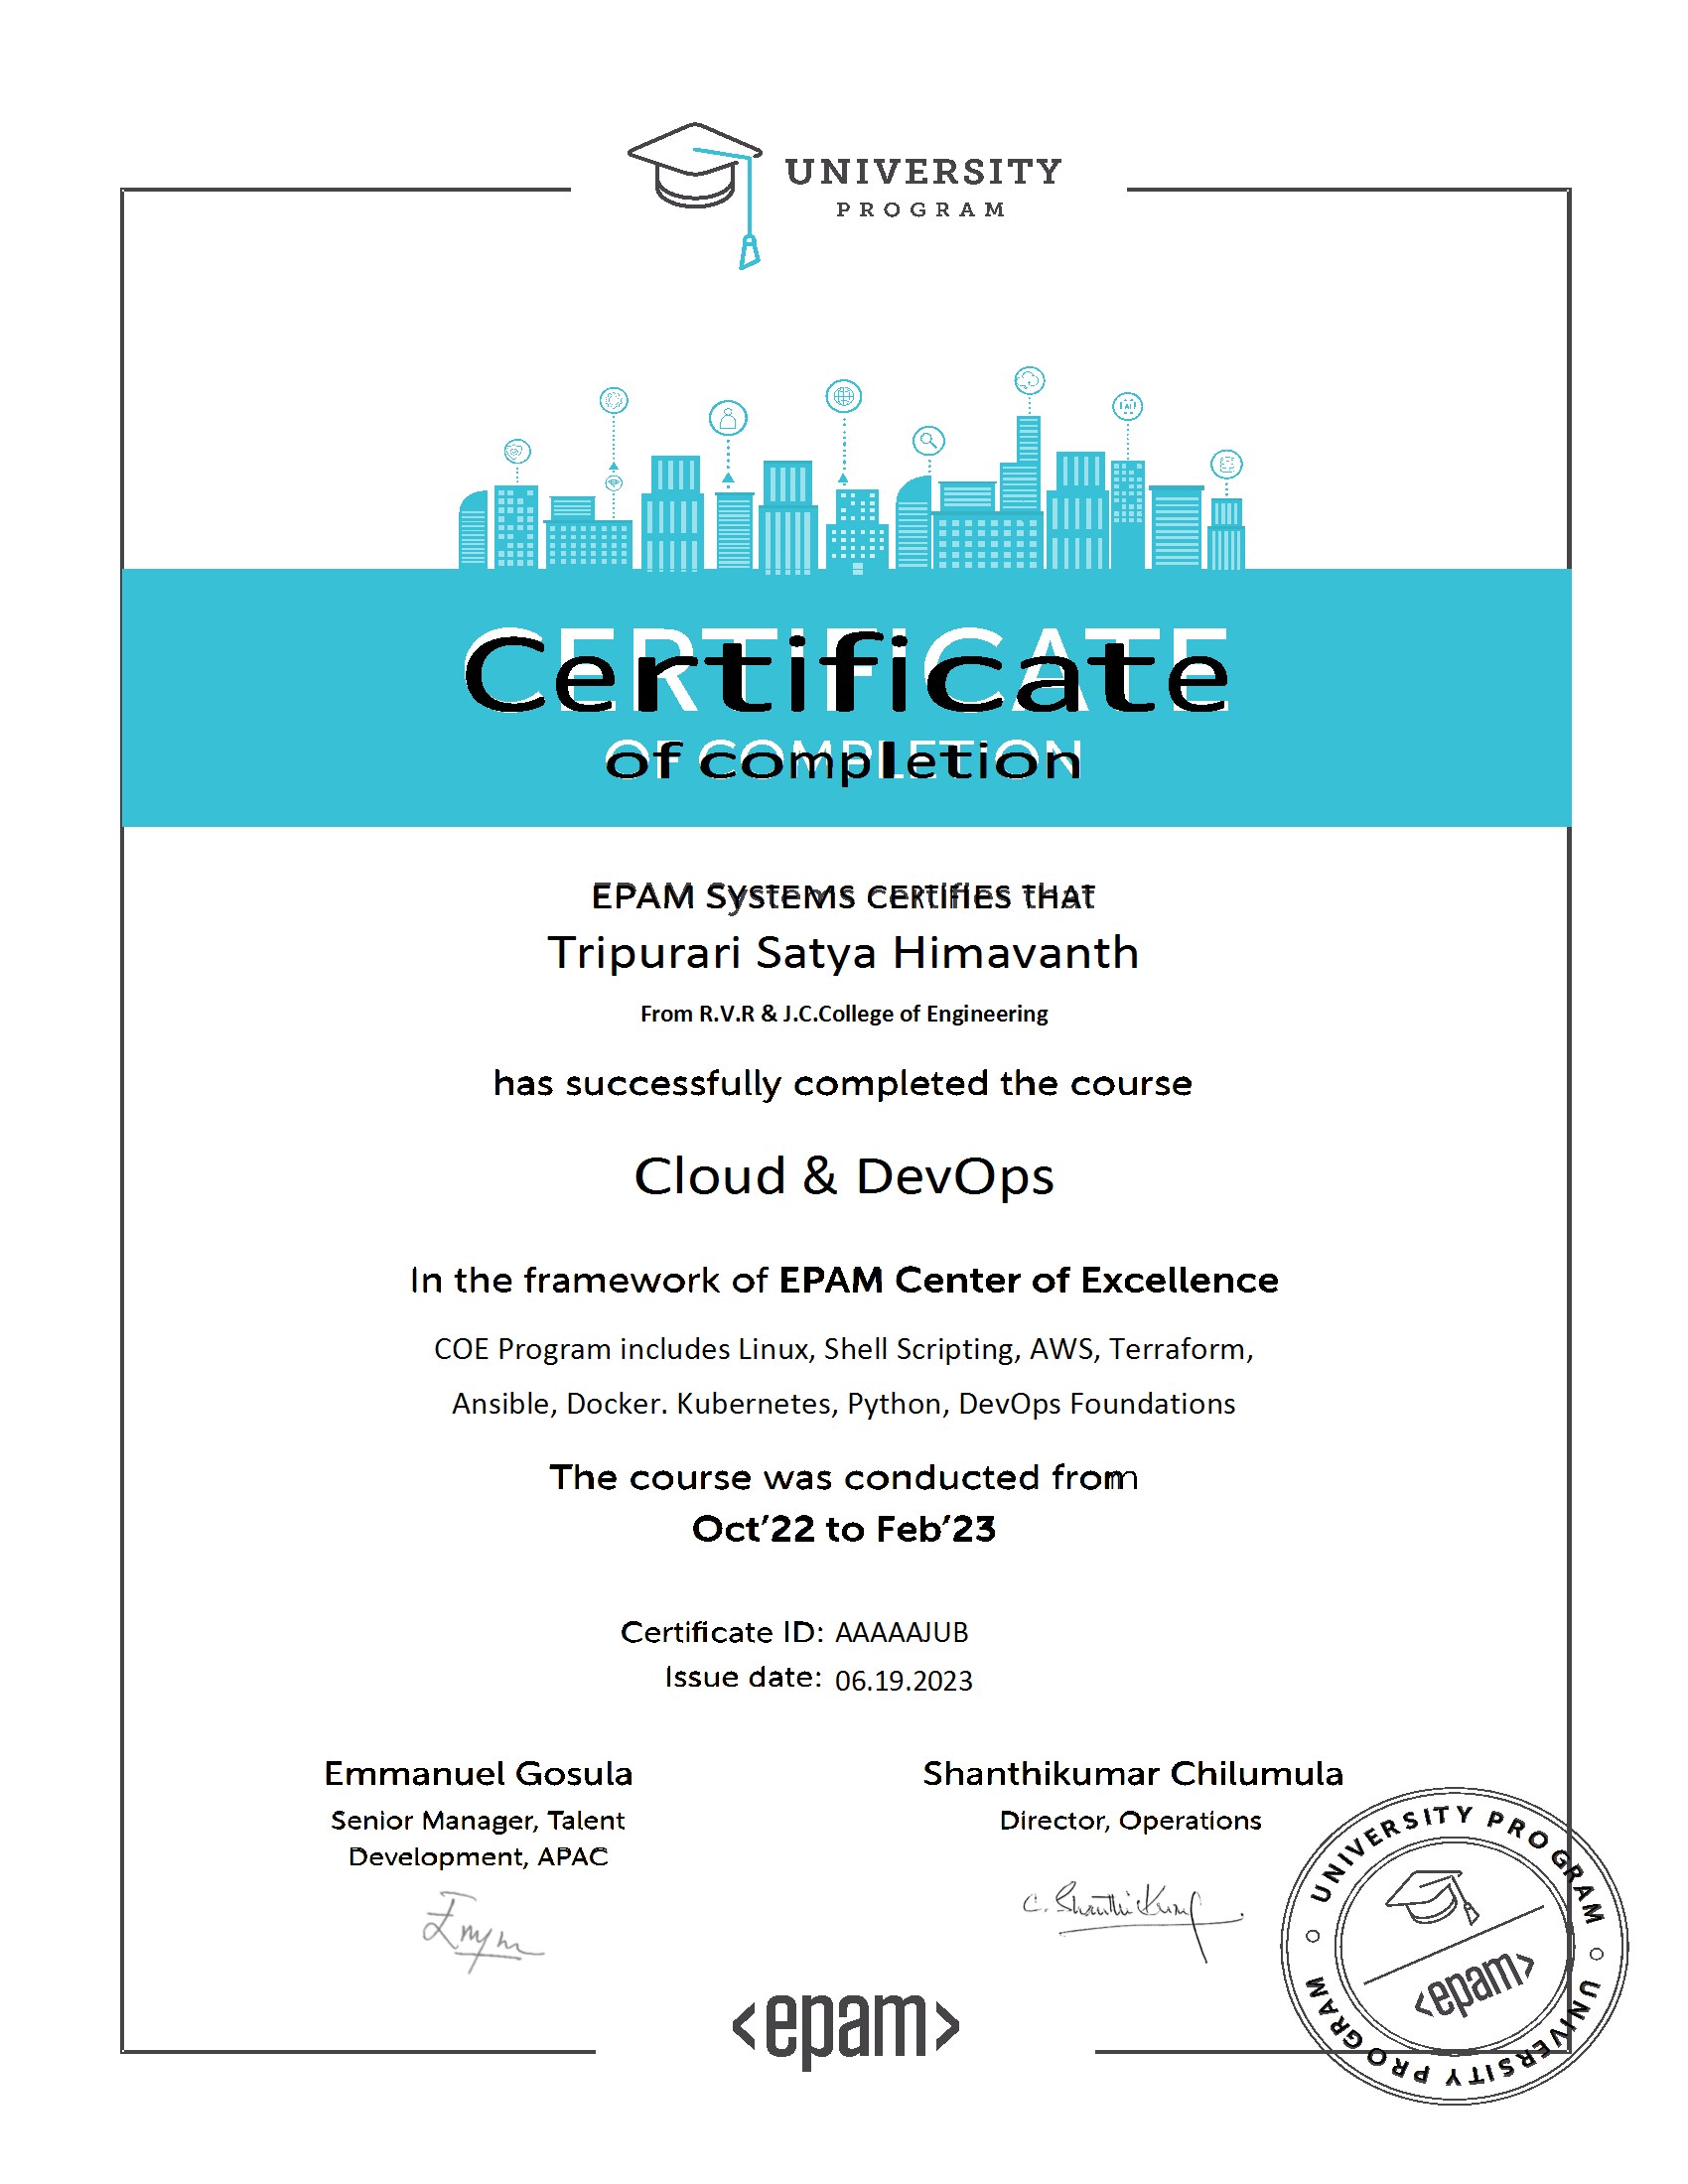 UNIVERSITY
PROGRAM
Certificate
of completion
EPAM Systems certifies that
Tripurari Satya Himavanth
From R.V.R & J.C.College of Engineering
has successfully completed the course
Cloud & DevOps
In the framework of EPAM Center of Excellence
COE Program includes Linux, Shell Scripting, AWS, Terraform,
Ansible, Docker. Kubernetes, Python, DevOps Foundations
The course was conducted from
Oct'22 to Feb'23
Certificate ID: AAAAAJUB
Issue date: 06.19.2023
Emmanuel Gosula
Shanthikumar Chilumula
Senior Manager, Talent
Development, APAC
Director, Operations
C. Shanthi Kumar
<epam>
UNIVERSITY PROGRAM
UNIVERSITY PROGRAM
<epam>